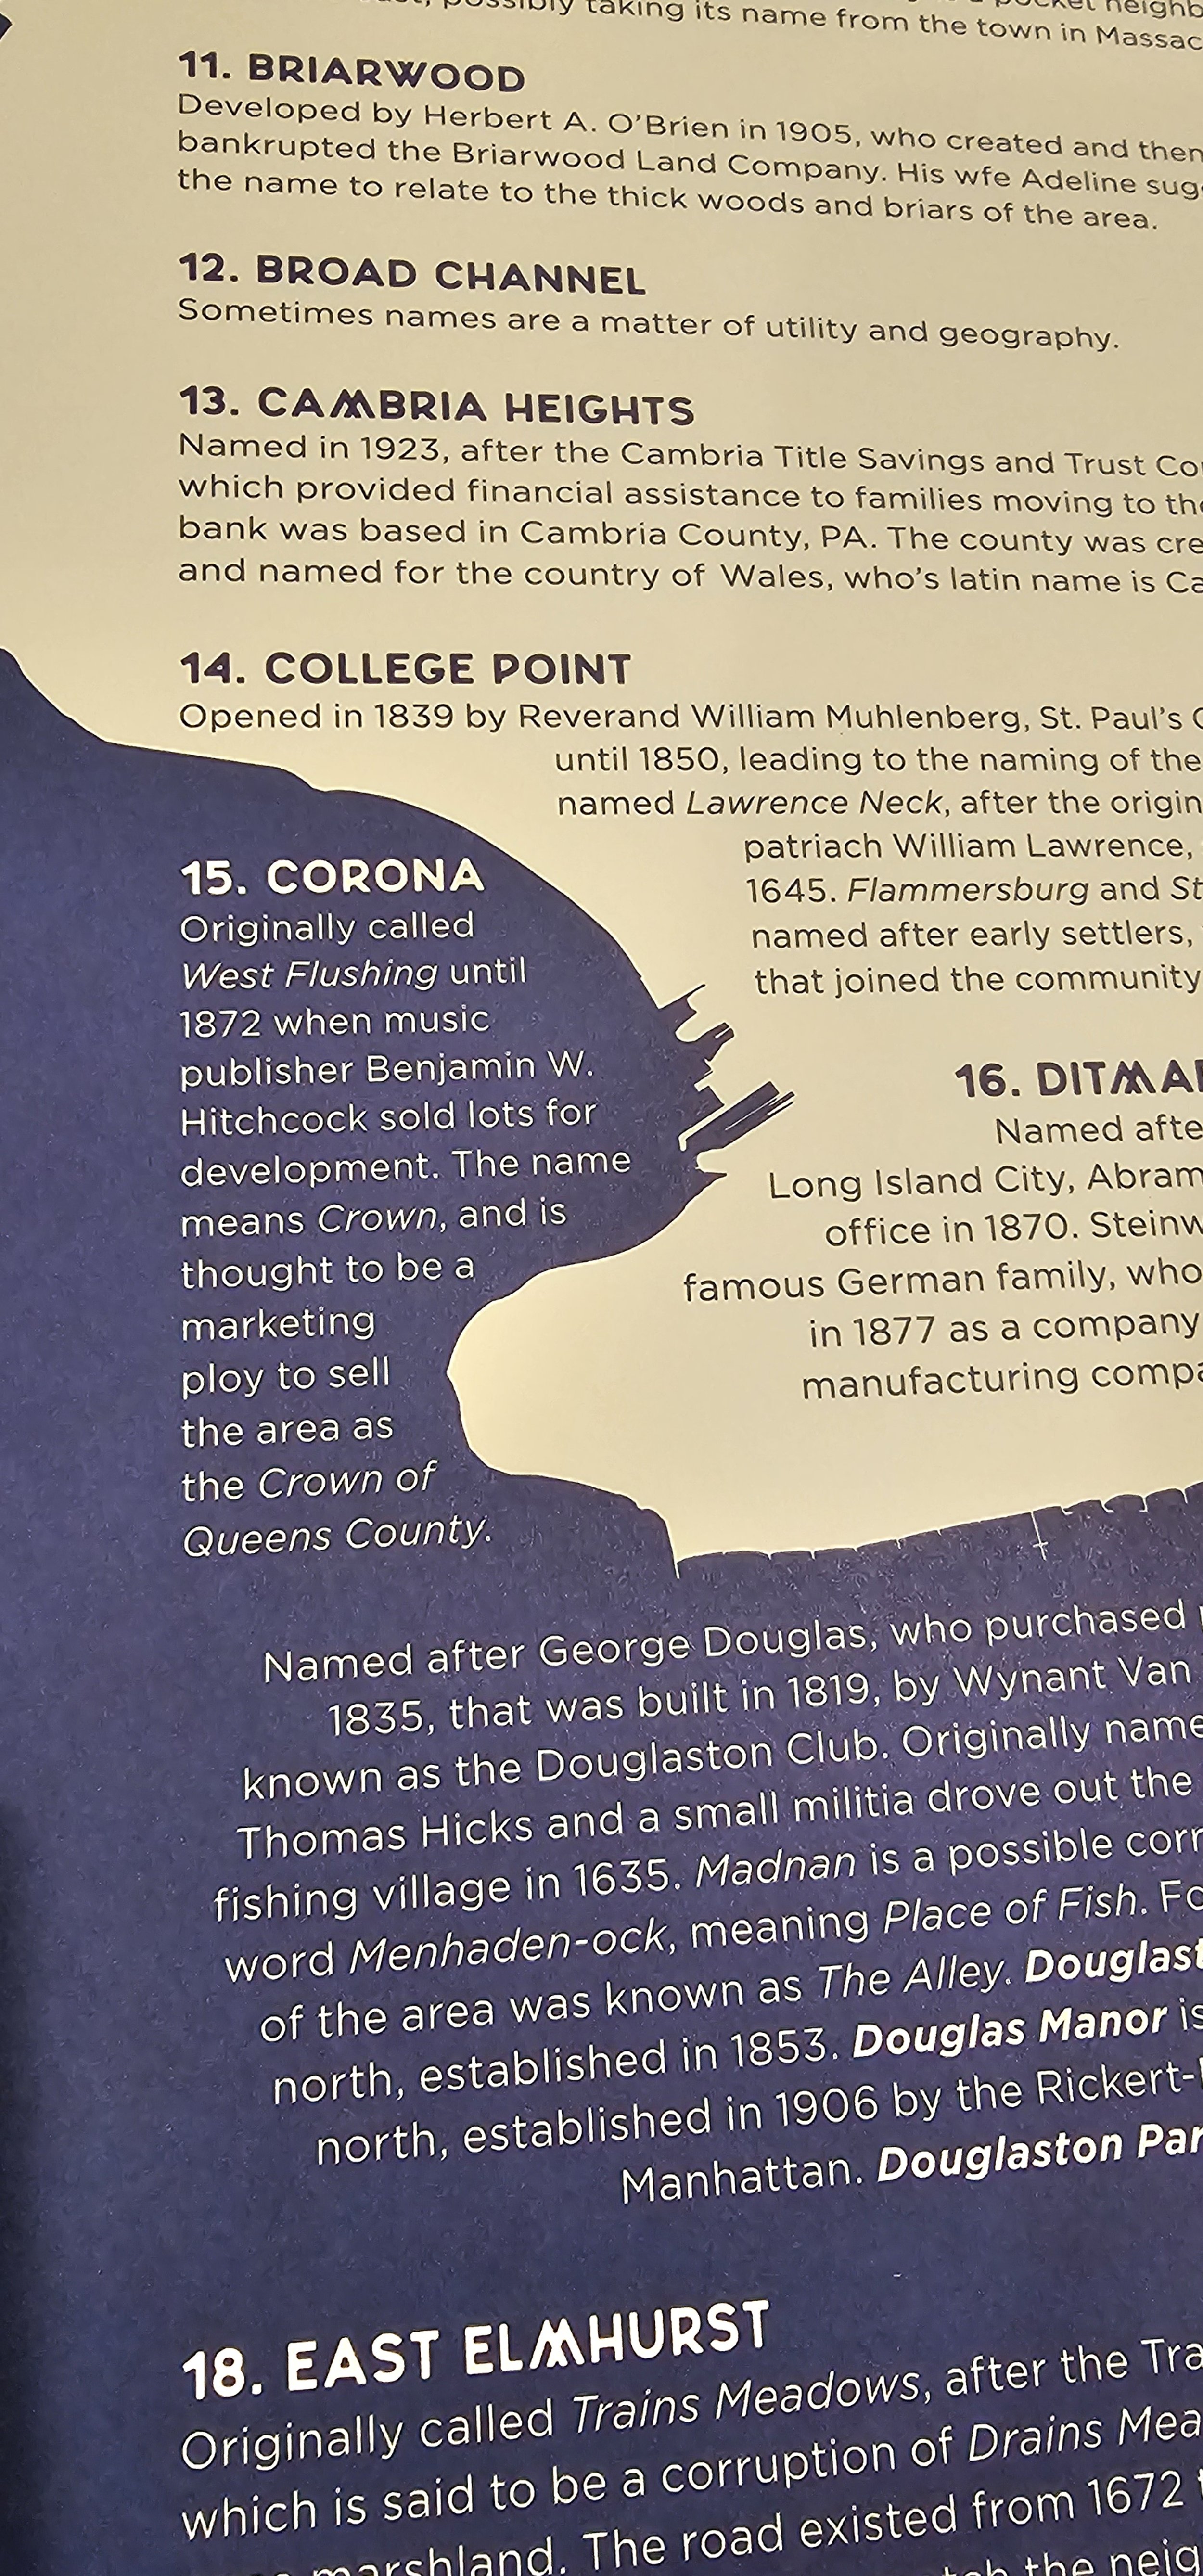 possibly taking its name from the town in Massac
11. BRIARWOOD
Developed by Herbert A. O'Brien in 1905, who created and then
bankrupted the Briarwood Land Company. His wfe Adeline sug
the name to relate to the thick woods and briars of the area.
12. BROAD CHANNEL
Sometimes names are a matter of utility and geography.
13. CAMBRIA HEIGHTS
Named in 1923, after the Cambria Title Savings and Trust Co
which provided financial assistance to families moving to the
bank was based in Cambria County, PA. The county was cre
and named for the country of Wales, who's latin name is Ca
14. COLLEGE POINT
Opened in 1839 by Reverand William Muhlenberg, St. Paul's C
until 1850, leading to the naming of the
named Lawrence Neck, after the origin
patriach William Lawrence,
1645. Flammersburg and St
named after early settlers,
that joined the community
15. CORONA
Originally called
West Flushing until
1872 when music
publisher Benjamin W.
Hitchcock sold lots for
development. The name
means Crown, and is
thought to be a
marketing
ploy to sell
the area as
the Crown of
Queens County.
16. DITMA
Named afte
Long Island City, Abram
office in 1870. Steinw
famous German family, who
in 1877 as a company
manufacturing compa
Named after George Douglas, who purchased
1835, that was built in 1819, by Wynant Van
known as the Douglaston Club. Originally name
Thomas Hicks and a small militia drove out the
fishing village in 1635. Madnan is a possible corr
word Menhaden-ock, meaning Place of Fish. Fo
of the area was known as The Alley. Douglast
north, established in 1853. Douglas Manor is
north, established in 1906 by the Rickert-
Manhattan. Douglaston Par
18. EAST ELMHURST
Originally called Trains Meadows, after the Tra
which is said to be a corruption of Drains Mea
marshland. The road existed from 1672
the neig